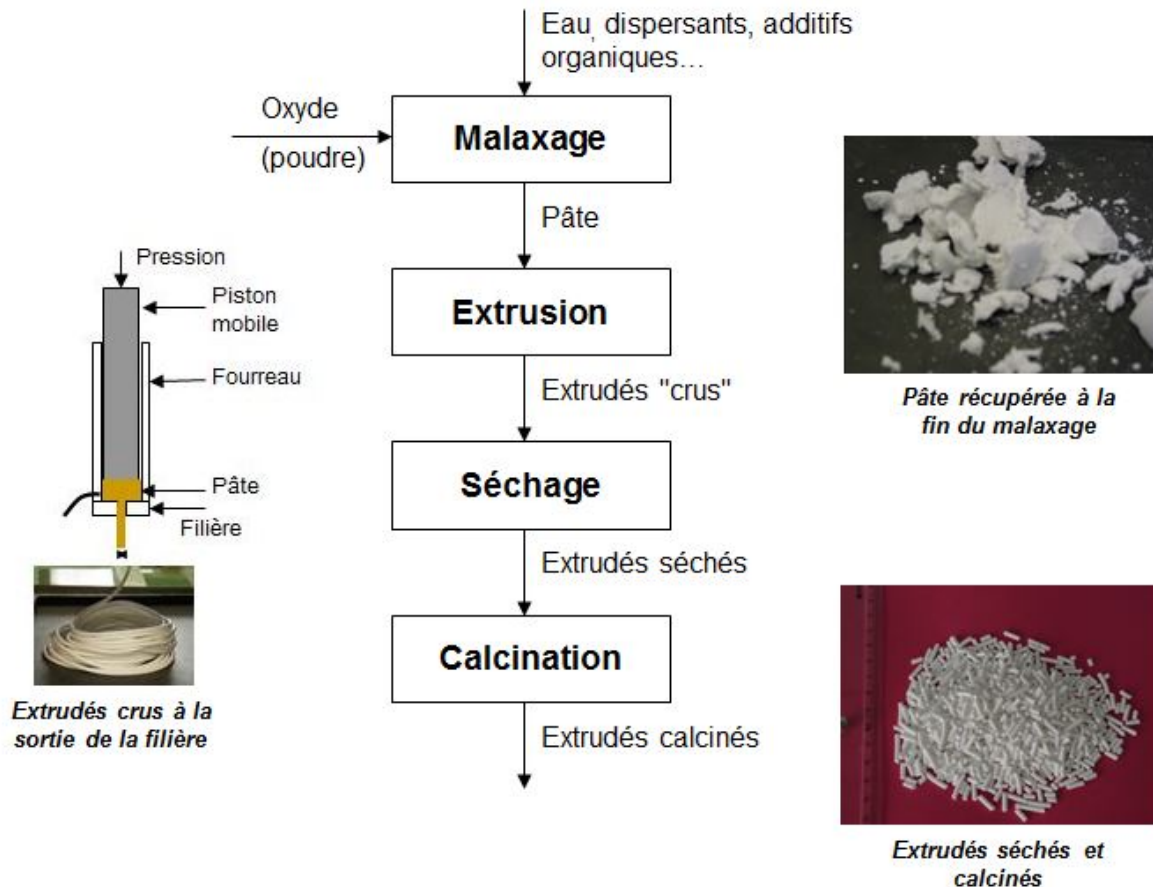 Eau, dispersants, additifs
organiques...
Oxyde
(poudre)
Malaxage
Pâte
Pression
Piston
mobile
Fourreau
Pâte
Filière
Extrusion
Extrudés "crus"
Séchage
Extrudés séchés
Calcination
Extrudés calcinés
Pâte récupérée à la
fin du malaxage
Extrudés crus à la
sortie de la filière
Extrudés séchés et
calcinés